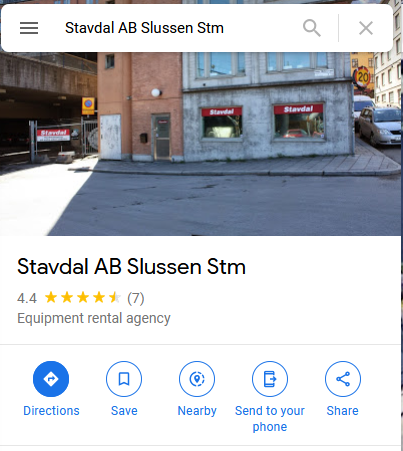 Stavdal AB Slussen Stm
Stavdal
Stavdal
Stavdal
20
Stavdal AB Slussen Stm
4.4 (7)
Equipment rental agency
Directions
Save
Nearby
Send to your
phone
Share